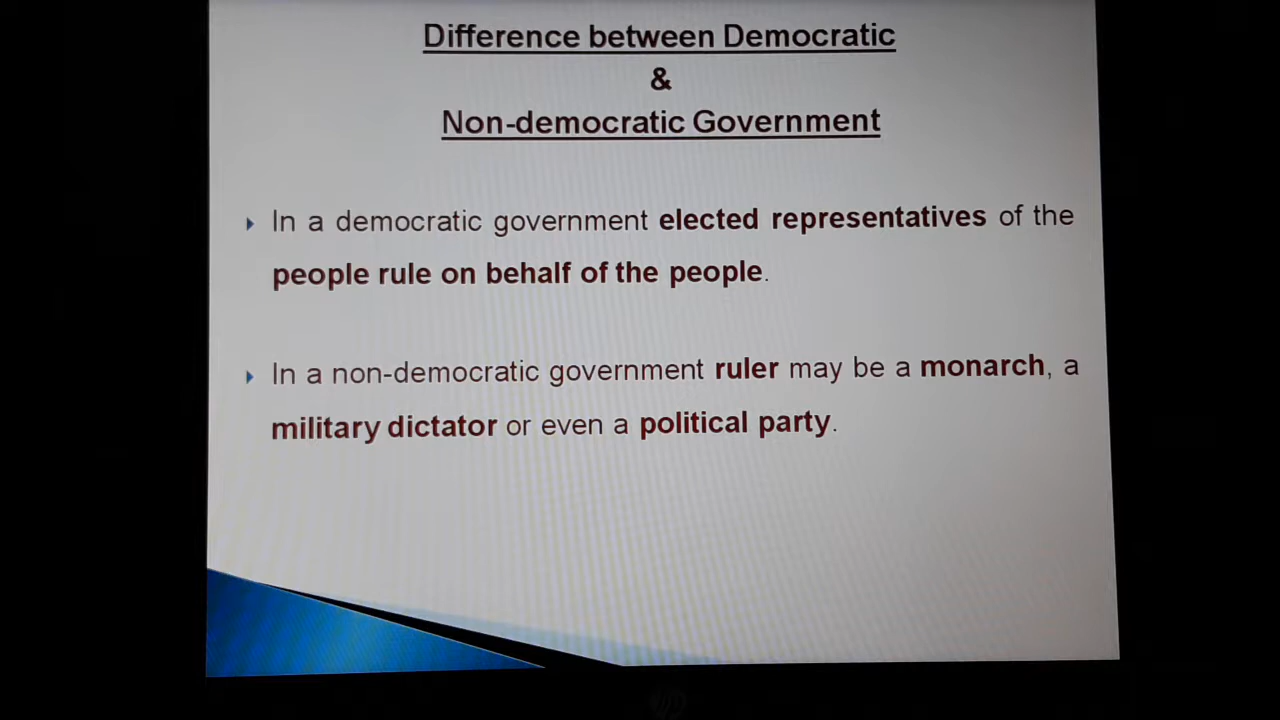 Difference between Democratic
&
Non-democratic Government
In a democratic government elected representatives of the
people rule on behalf of the people.
In a non-democratic government ruler may be a monarch, a
military dictator or even a political party.